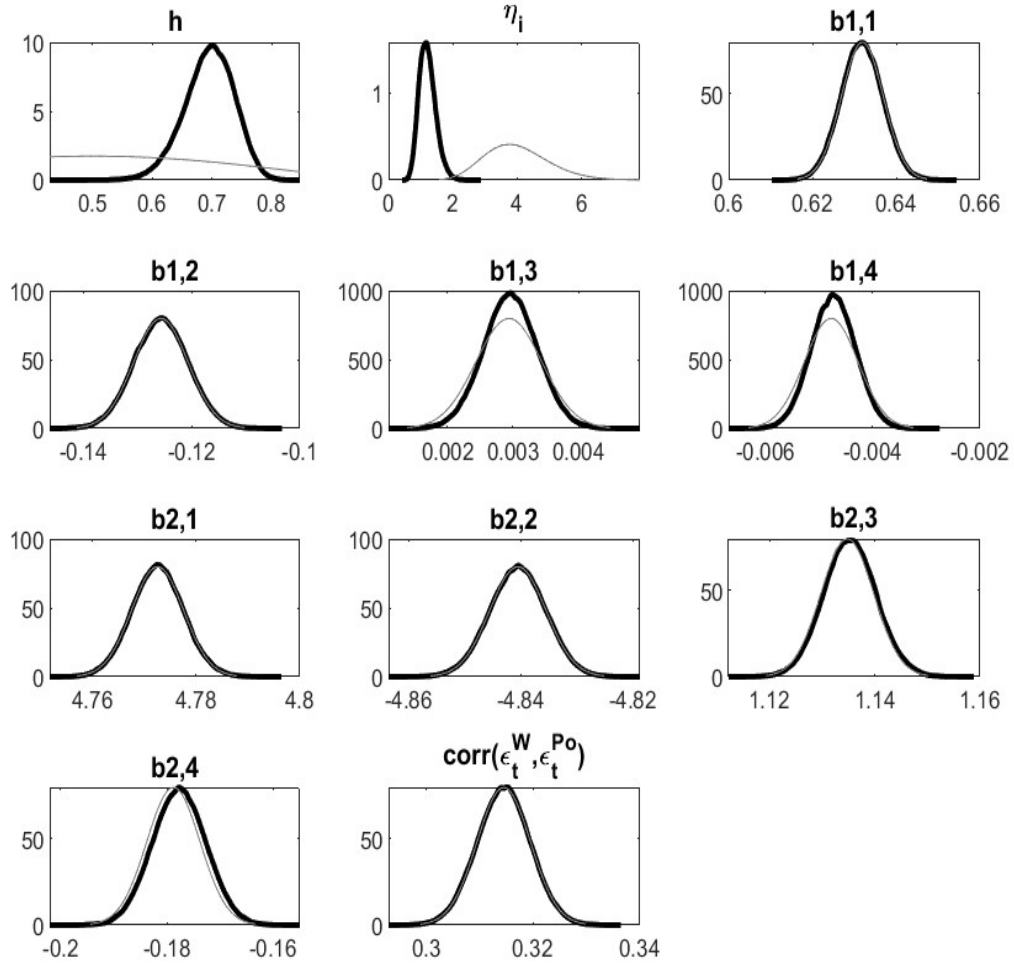 h
η_i
b1,1
10
5
0
0.5 0.6 0.7 0.8
1
0
0 2 4 6
50
0
0.6 0.62 0.64 0.66
b1,2
b1,3
b1,4
100
50
0
-0.14 -0.12 -0.1
1000
500
0
0.002 0.003 0.004
1000
500
0
-0.006 -0.004 -0.002
b2,1
b2,2
b2,3
100
50
0
4.76 4.78 4.8
100
50
0
-4.86 -4.84 -4.82
50
0
1.12 1.14 1.16
b2,4
corr(ϵ_t^W,ϵ_t^Po)
50
0
-0.2 -0.18 -0.16
50
0
0.3 0.32 0.34